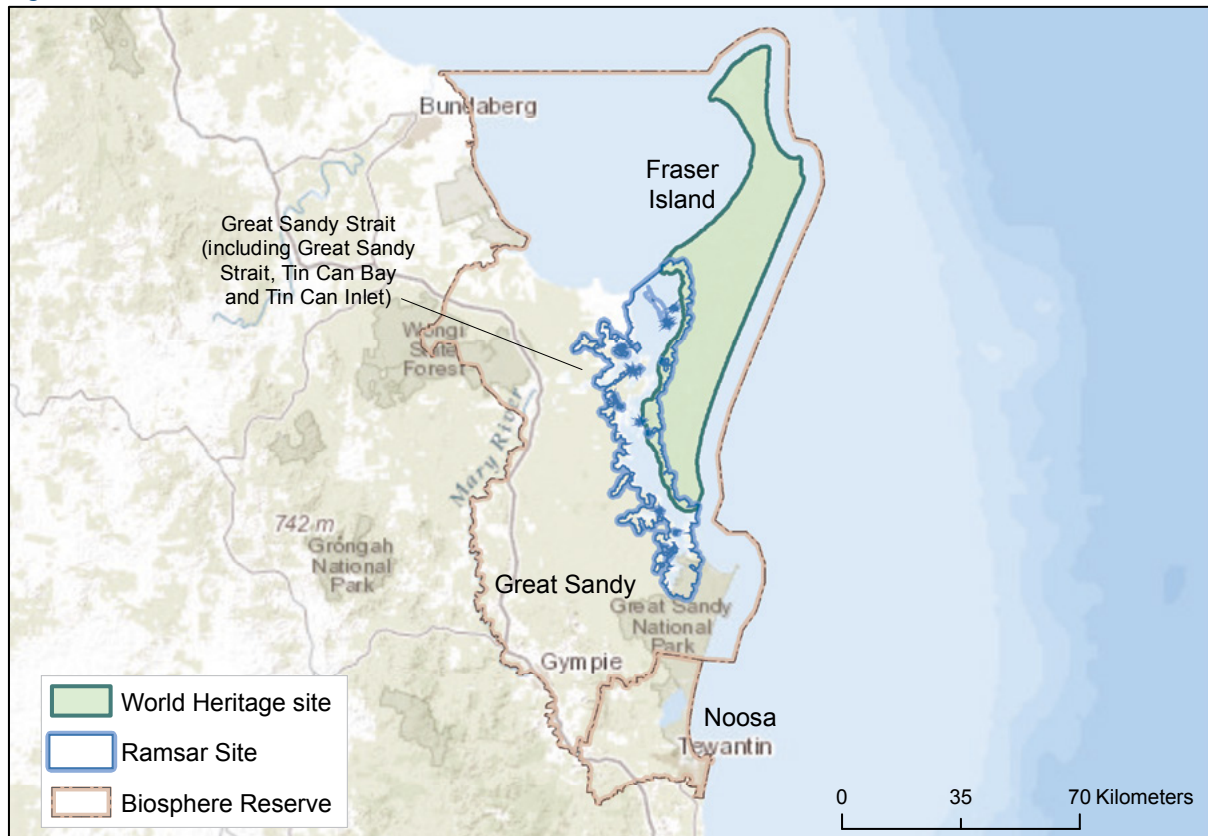 Bundaberg
Fraser
Island
Great Sandy Strait
(including Great Sandy
Strait, Tin Can Bay
and Tin Can Inlet)
Wongi
State
Forest
Mary River
742 m
Grongah
National
Park
Great Sandy
Great Sandy
National
Park
Gympie
Noosa
Tewantin
World Heritage site
Ramsar Site
Biosphere Reserve
0 35 70 Kilometers